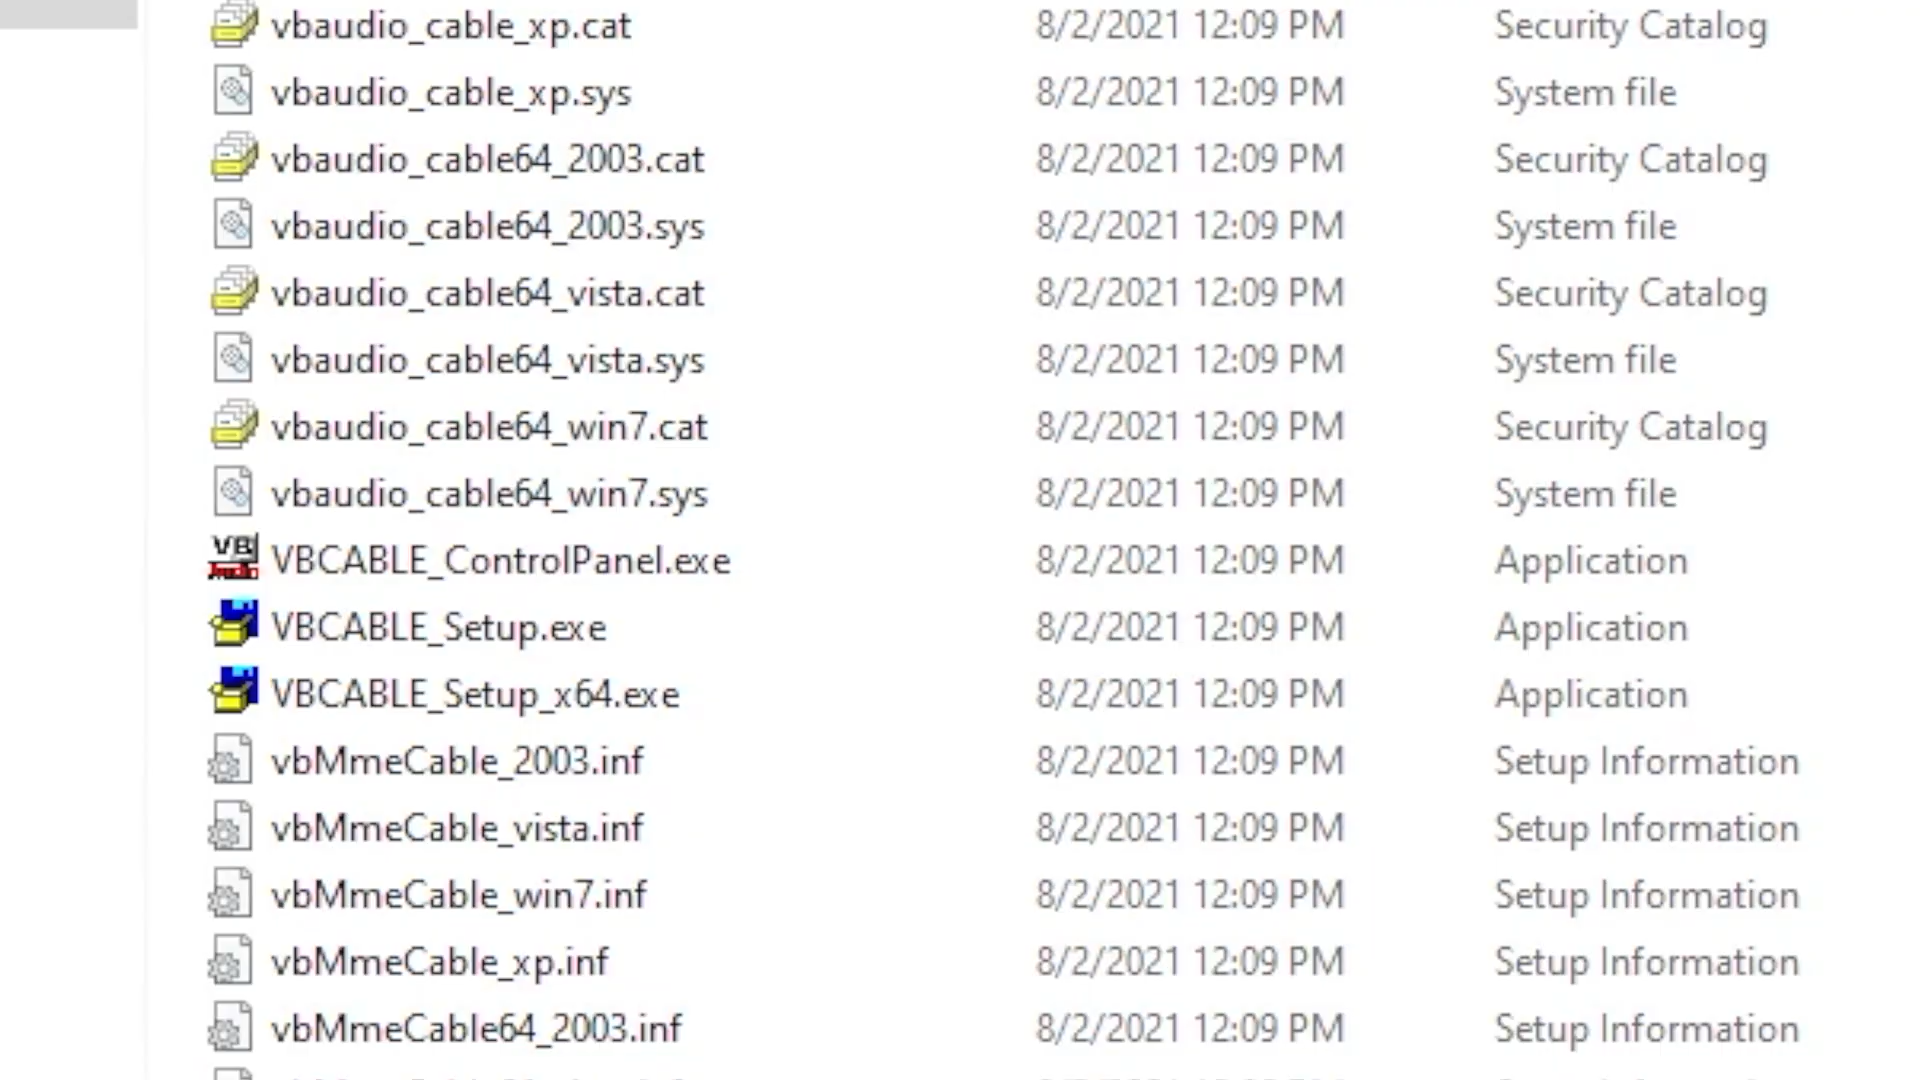 vbaudio_cable_xp.cat 8/2/2021 12:09 PM Security Catalog
vbaudio_cable_xp.sys 8/2/2021 12:09 PM System file
vbaudio_cable64_2003.cat 8/2/2021 12:09 PM Security Catalog
vbaudio_cable64_2003.sys 8/2/2021 12:09 PM System file
vbaudio_cable64_vista.cat 8/2/2021 12:09 PM Security Catalog
vbaudio_cable64_vista.sys 8/2/2021 12:09 PM System file
vbaudio_cable64_win7.cat 8/2/2021 12:09 PM Security Catalog
vbaudio_cable64_win7.sys 8/2/2021 12:09 PM System file
VB Audio VBCABLE_ControlPanel.exe 8/2/2021 12:09 PM Application
VBCABLE_Setup.exe 8/2/2021 12:09 PM Application
VBCABLE_Setup_x64.exe 8/2/2021 12:09 PM Application
vbMmeCable_2003.inf 8/2/2021 12:09 PM Setup Information
vbMmeCable_vista.inf 8/2/2021 12:09 PM Setup Information
vbMmeCable_win7.inf 8/2/2021 12:09 PM Setup Information
vbMmeCable_xp.inf 8/2/2021 12:09 PM Setup Information
vbMmeCable64_2003.inf 8/2/2021 12:09 PM Setup Information